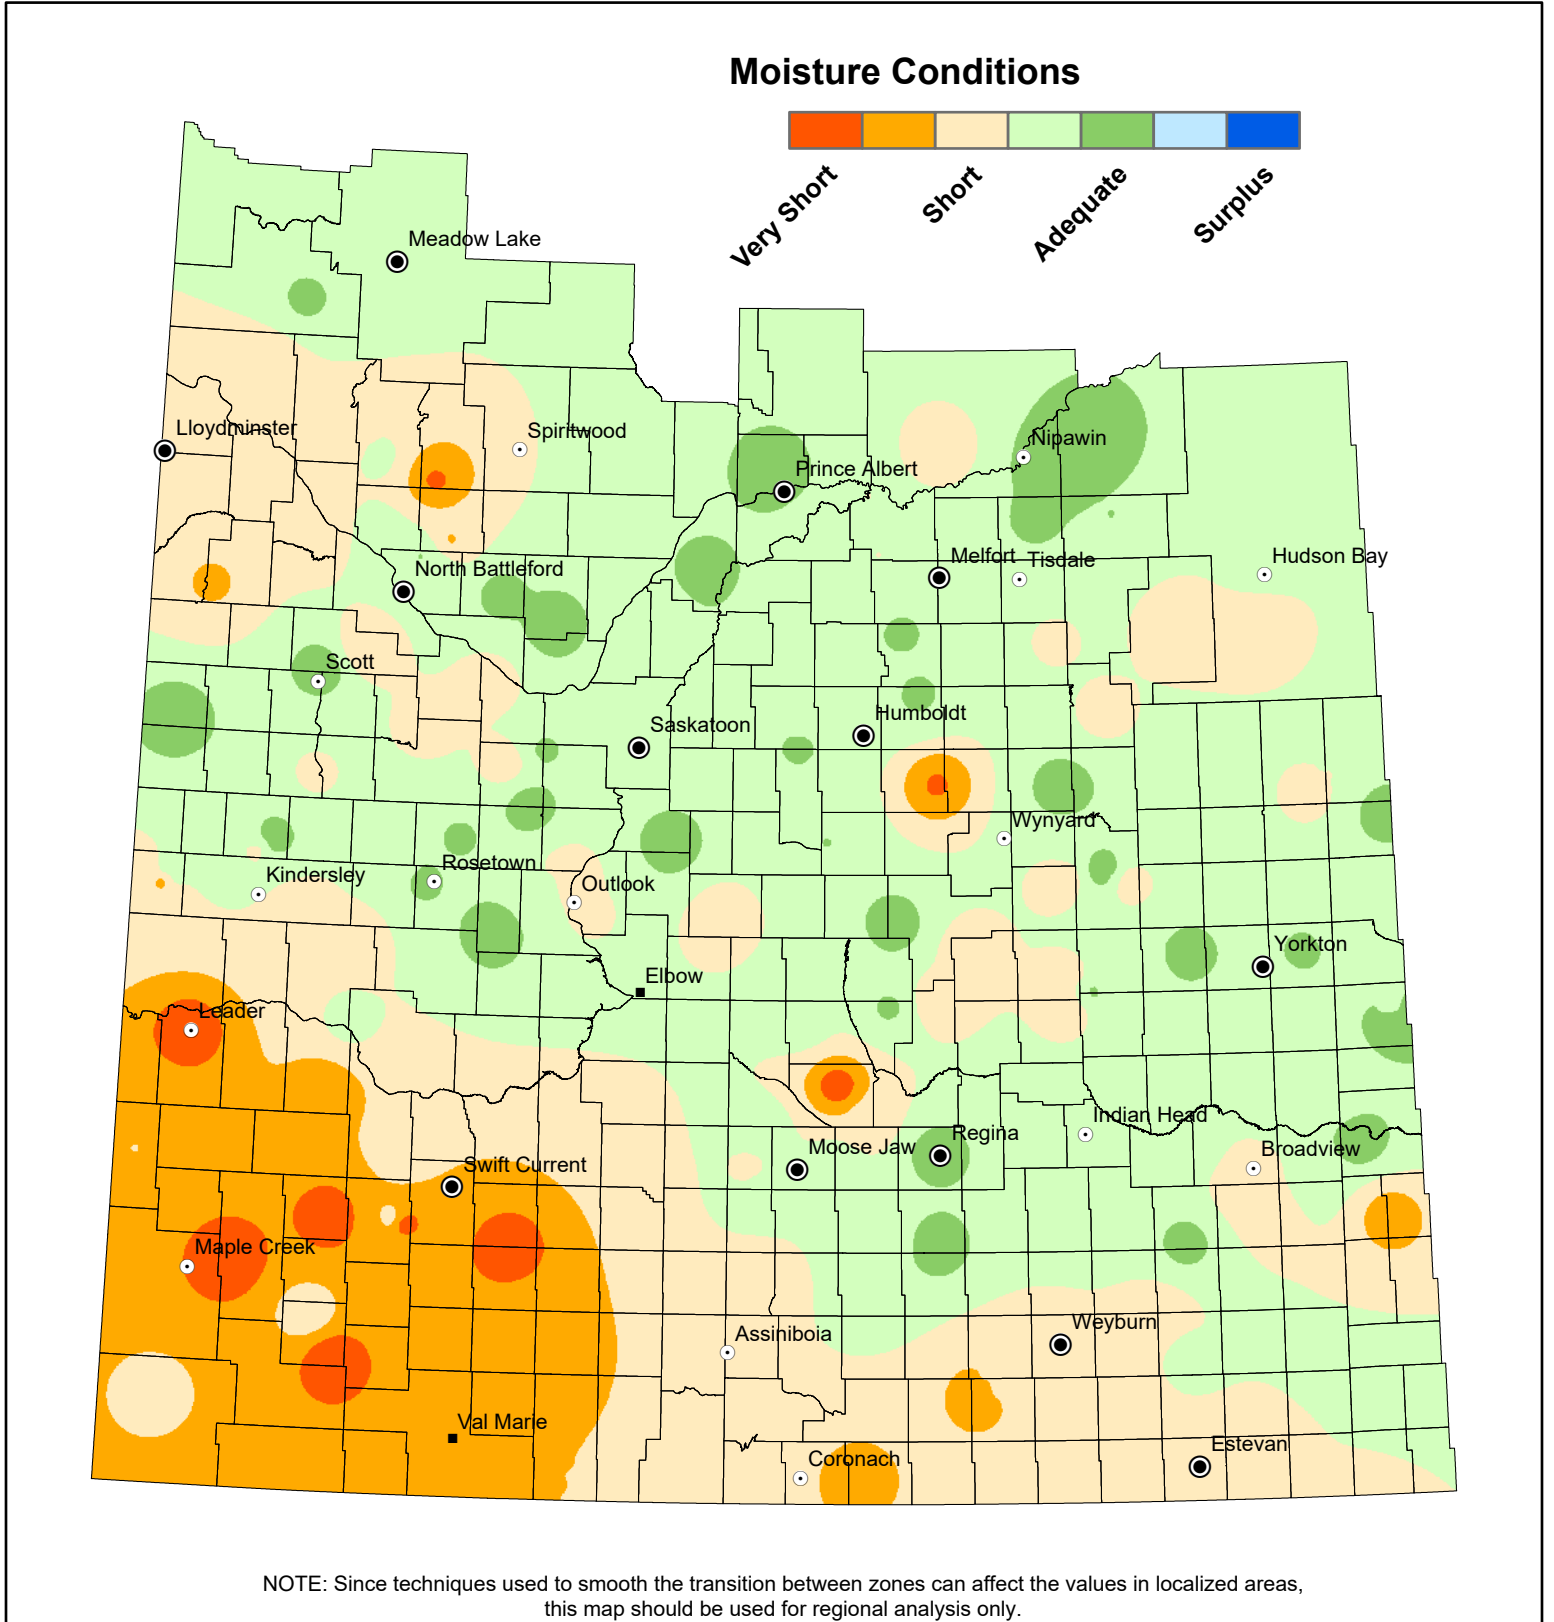 Moisture Conditions
Very Short
Short
Adequate
Surplus
Meadow Lake
Lloydminster
Spiritwood
Nipawin
Prince Albert
Melfort
Tisdale
Hudson Bay
North Battleford
Scott
Saskatoon
Humboldt
Wynyard
Rosetown
Kindersley
Outlook
Yorkton
Elbow
Leader
Indian Head
Regina
Moose Jaw
Broadview
Swift Current
Maple Creek
Weyburn
Assiniboia
Val Marie
Estevan
Coronach
NOTE: Since techniques used to smooth the transition between zones can affect the values in localized areas,
this map should be used for regional analysis only.